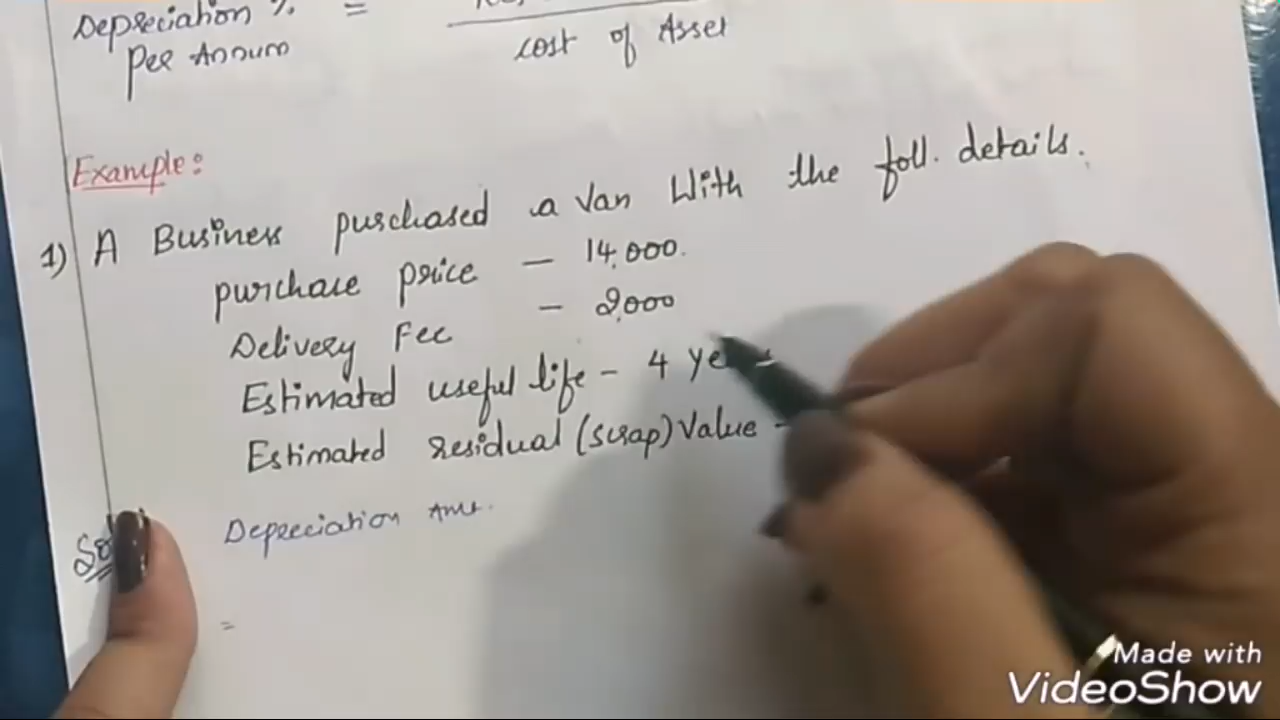 Depreciation % =
Per Annum
cost of Asset
Example:
1) A Business purchased a Van With the foll. details.
purchase price — 14,000.
Delivery Fee — 2,000
Estimated useful life - 4 years
Estimated residual (scrap) Value -
Depreciation Amt.
=
Made with
VideoShow